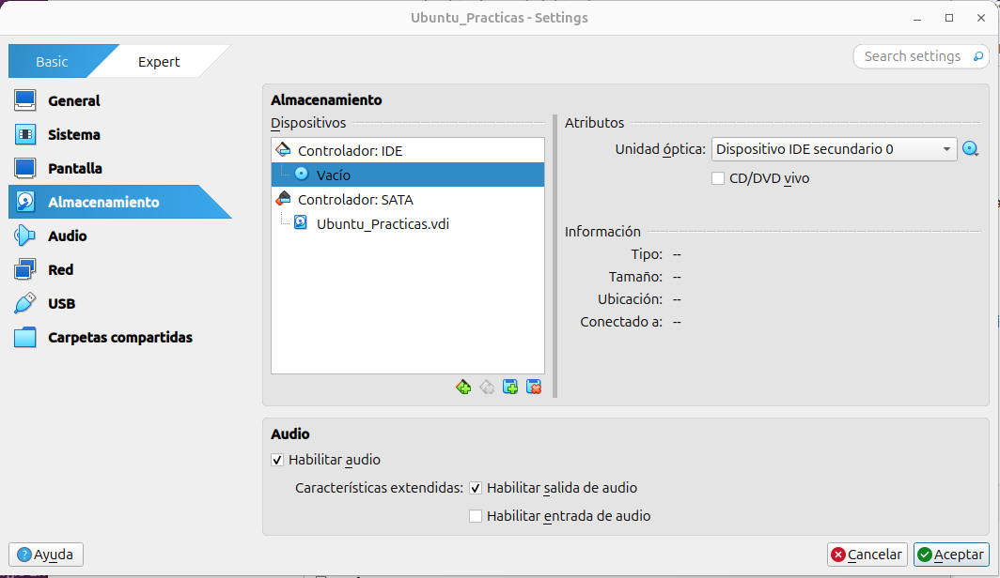 Ubuntu_Practicas - Settings
Basic
Expert
Search settings
General
Sistema
Pantalla
Almacenamiento
Audio
Red
USB
Carpetas compartidas
Almacenamiento
Dispositivos
Controlador: IDE
Vacío
Controlador: SATA
Ubuntu_Practicas.vdi
Atributos
Unidad óptica: Dispositivo IDE secundario 0
CD/DVD vivo
Información
Tipo: --
Tamaño: --
Ubicación: --
Conectado a: --
Audio
Habilitar audio
Características extendidas: Habilitar salida de audio
Habilitar entrada de audio
Ayuda
Cancelar
Aceptar